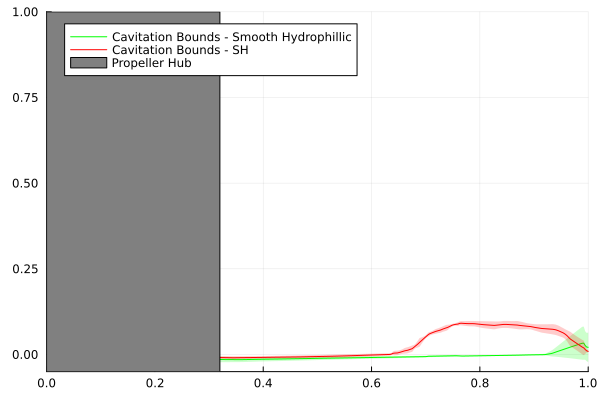 1.00
Cavitation Bounds - Smooth Hydrophillic
Cavitation Bounds - SH
Propeller Hub
0.75
0.50
0.25
0.00
0.0 0.2 0.4 0.6 0.8 1.0